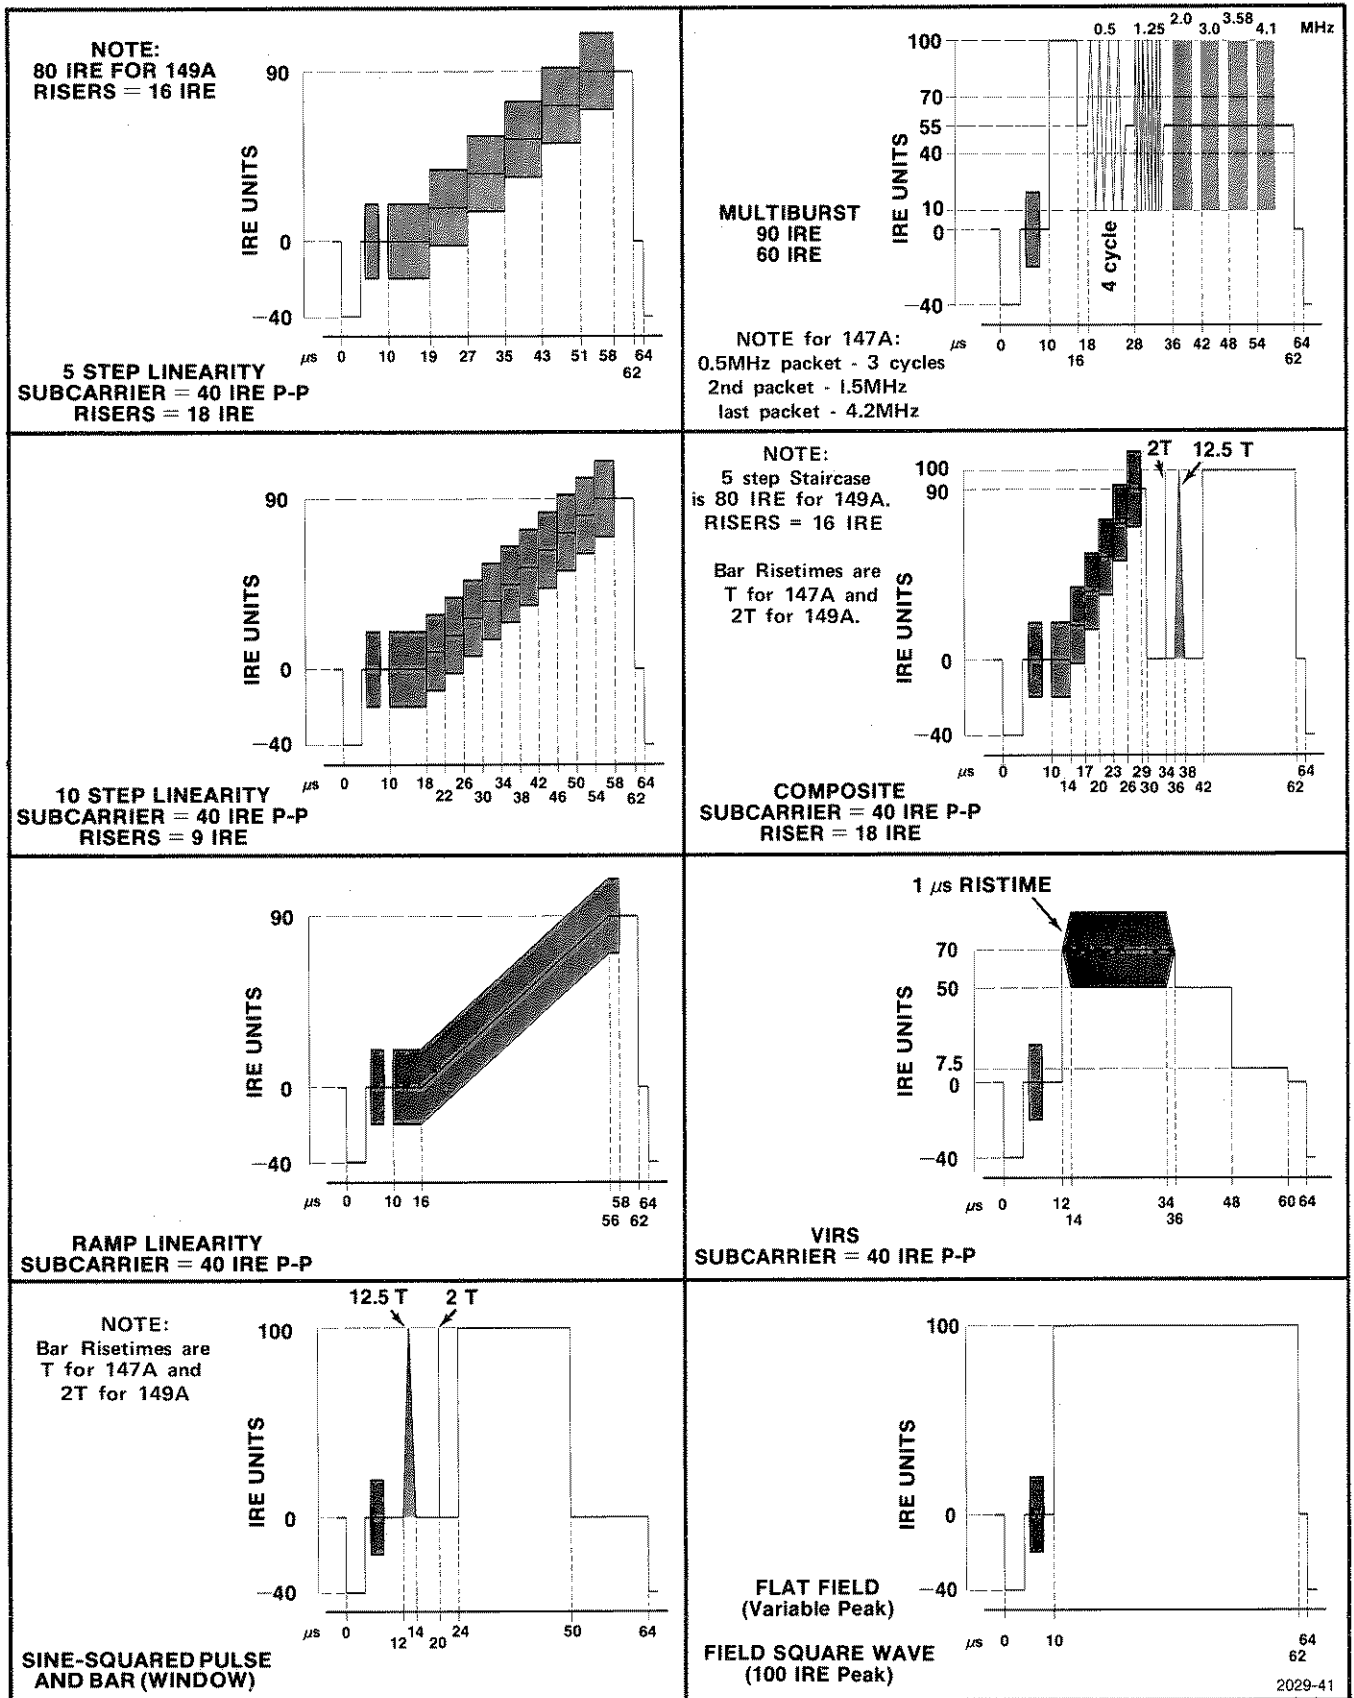 NOTE:
80 IRE FOR 149A
RISERS = 16 IRE
90
0
−40
IRE UNITS
μs 0 10 19 27 35 43 51 58 64
62
5 STEP LINEARITY
SUBCARRIER = 40 IRE P-P
RISERS = 18 IRE
0.5 1.25 2.0 3.0 3.58 4.1 MHz
100
70
55
40
10
0
−40
IRE UNITS
4 cycle
MULTIBURST
90 IRE
60 IRE
μs 0 10 18 28 36 42 48 54 64
16 62
NOTE for 147A:
0.5MHz packet - 3 cycles
2nd packet - 1.5MHz
last packet - 4.2MHz
90
0
−40
IRE UNITS
μs 0 10 18 26 34 42 50 58 64
22 30 38 46 54 62
10 STEP LINEARITY
SUBCARRIER = 40 IRE P-P
RISERS = 9 IRE
NOTE:
5 step Staircase
is 80 IRE for 149A.
RISERS = 16 IRE
Bar Risetimes are
T for 147A and
2T for 149A.
2T 12.5 T
100
90
0
−40
IRE UNITS
μs 0 10 17 23 29 34 38 64
14 20 26 30 36 42 62
COMPOSITE
SUBCARRIER = 40 IRE P-P
RISER = 18 IRE
90
0
−40
IRE UNITS
μs 0 10 16 58 64
56 62
RAMP LINEARITY
SUBCARRIER = 40 IRE P-P
1 μs RISTIME
70
50
7.5
0
−40
IRE UNITS
μs 0 12 34 48 60 64
14 36
VIRS
SUBCARRIER = 40 IRE P-P
NOTE:
Bar Risetimes are
T for 147A and
2T for 149A
12.5 T 2 T
100
0
−40
IRE UNITS
μs 0 14 24 50 64
12 20
SINE-SQUARED PULSE
AND BAR (WINDOW)
100
0
−40
IRE UNITS
FLAT FIELD
(Variable Peak)
μs 0 10 64
62
FIELD SQUARE WAVE
(100 IRE Peak)
2029-41